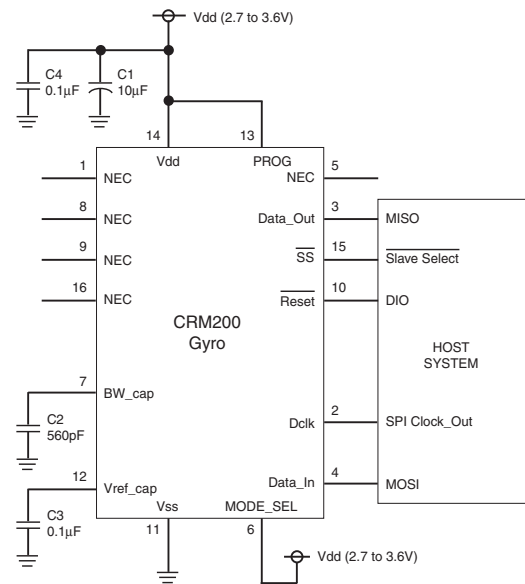 Vdd (2.7 to 3.6V)
C4
0.1µF
C1
10µF
14
13
Vdd
PROG
1
NEC
5
NEC
8
NEC
3
Data_Out
MISO
9
NEC
15
SS
Slave Select
16
NEC
10
Reset
DIO
CRM200
Gyro
HOST
SYSTEM
7
BW_cap
C2
560pF
2
Dclk
SPI Clock_Out
12
Vref_cap
4
Data_In
MOSI
C3
0.1µF
Vss
MODE_SEL
11
6
Vdd (2.7 to 3.6V)